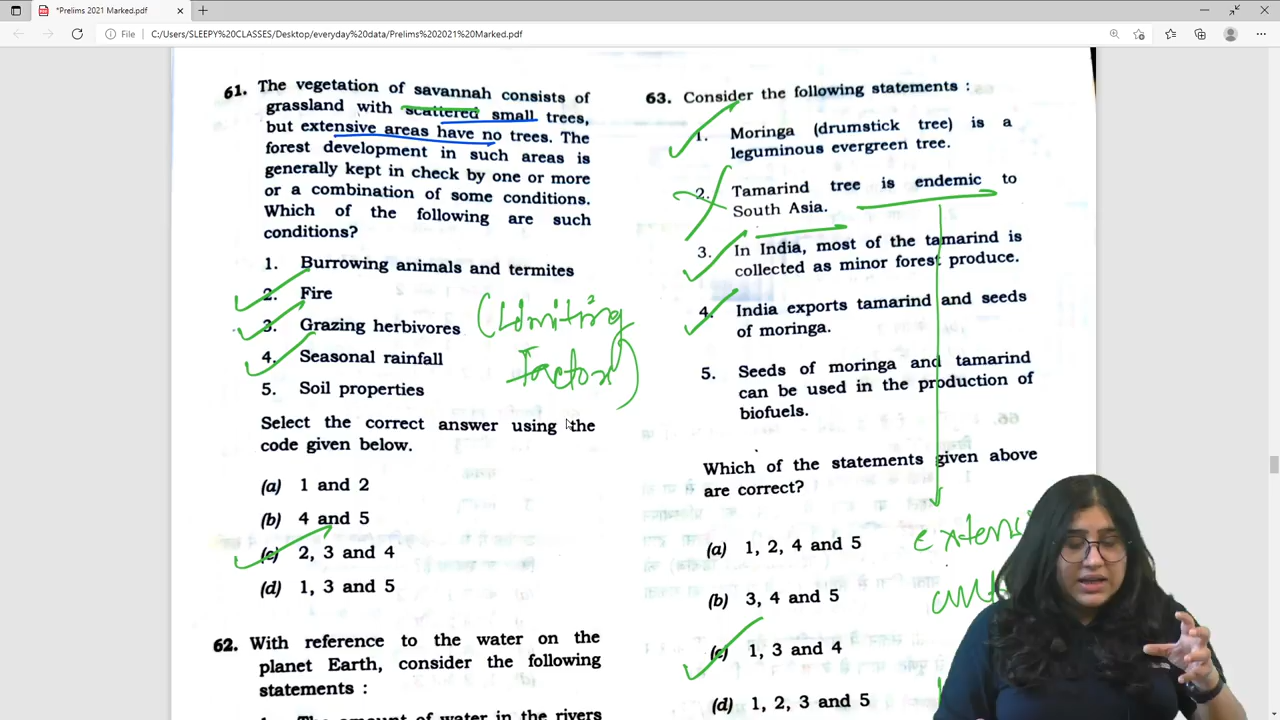 *Prelims 2021 Marked.pdf
File
C:/Users/SLEEPY%20CLASSES/Desktop/everyday%20data/Prelims%202021%20Marked.pdf
61. The vegetation of savannah consists of
grassland with scattered small trees,
but extensive areas have no trees. The
forest development in such areas is
generally kept in check by one or more
or a combination of some conditions.
Which of the following are such
conditions?
1. Burrowing animals and termites
2. Fire
3. Grazing herbivores
4. Seasonal rainfall
5. Soil properties
(Limiting
Factor)
Select the correct answer using the
code given below.
(a) 1 and 2
(b) 4 and 5
(c) 2, 3 and 4
(d) 1, 3 and 5
62. With reference to the water on the
planet Earth, consider the following
statements :
1. The amount of water in the rivers
63. Consider the following statements :
1. Moringa (drumstick tree) is a
leguminous evergreen tree.
2. Tamarind tree is endemic to
South Asia.
3. In India, most of the tamarind is
collected as minor forest produce.
4. India exports tamarind and seeds
of moringa.
5. Seeds of moringa and tamarind
can be used in the production of
biofuels.
Which of the statements given above
are correct?
(a) 1, 2, 4 and 5
(b) 3, 4 and 5
(c) 1, 3 and 4
(d) 1, 2, 3 and 5